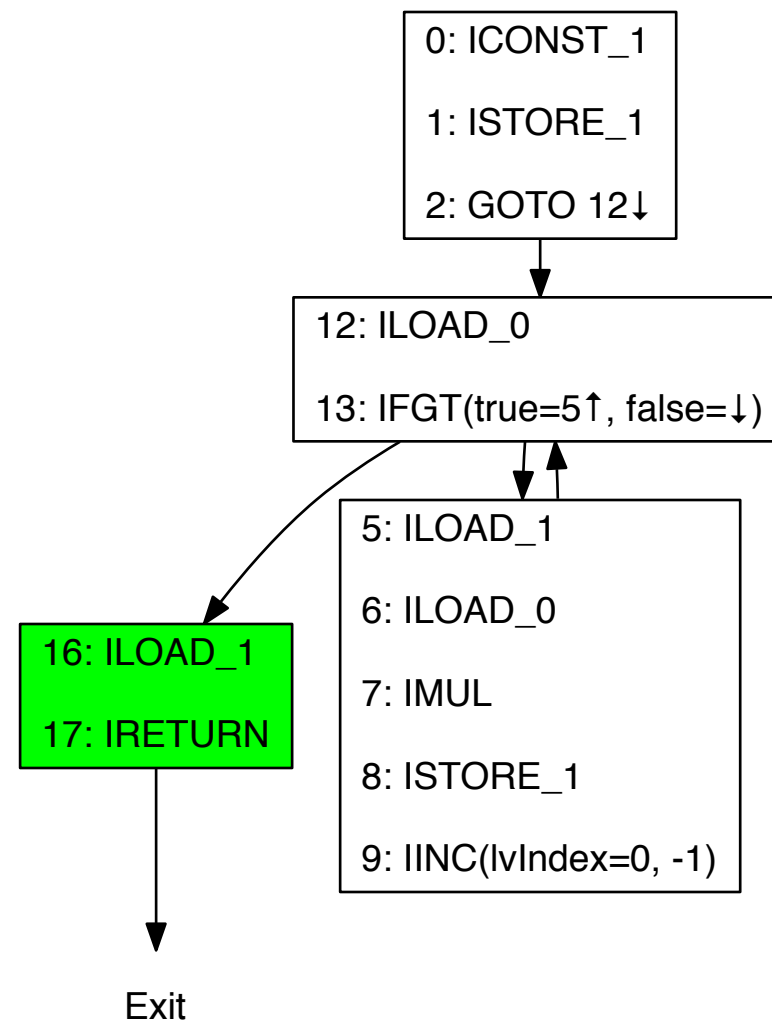 0: ICONST_1
1: ISTORE_1
2: GOTO 12↓
12: ILOAD_0
13: IFGT(true=5↑, false=↓)
5: ILOAD_1
6: ILOAD_0
7: IMUL
8: ISTORE_1
9: IINC(lvIndex=0, -1)
16: ILOAD_1
17: IRETURN
Exit